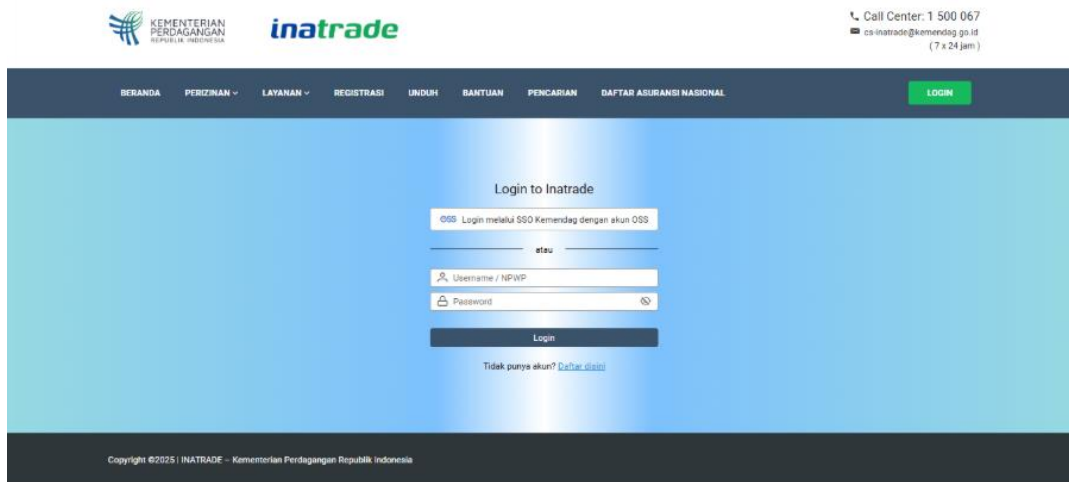 KEMENTERIAN
PERDAGANGAN
REPUBLIK INDONESIA
inatrade
Call Center: 1 500 067
cs-inatrade@kemendag.go.id
( 7 x 24 jam )
BERANDA PERIZINAN LAYANAN REGISTRASI UNDUH BANTUAN PENCARIAN DAFTAR ASURANSI NASIONAL LOGIN
Login to Inatrade
OSS Login melalui SSO Kemendag dengan akun OSS
atau
Username / NPWP
Password
Login
Tidak punya akun? Daftar disini
Copyright ©2025 | INATRADE – Kementerian Perdagangan Republik Indonesia